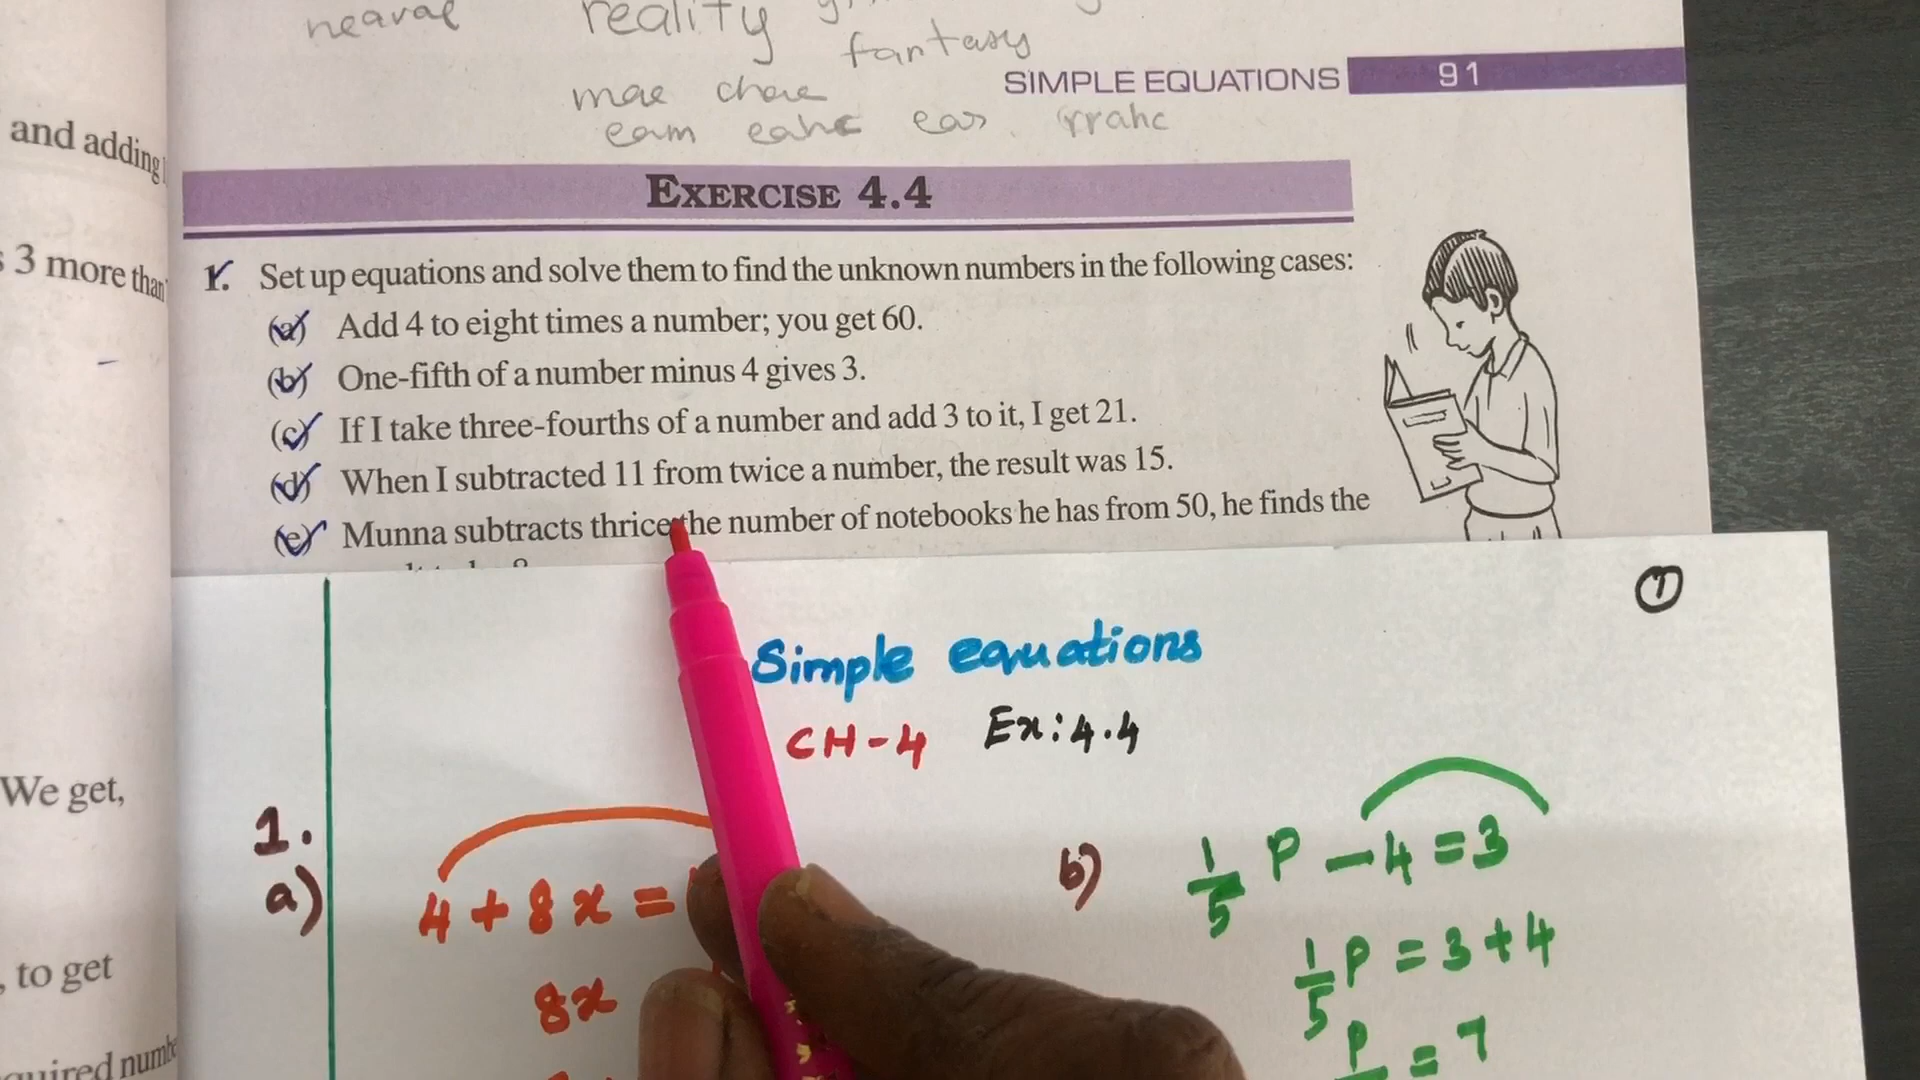 reality
fantasy
SIMPLE EQUATIONS 91
eam
and adding
EXERCISE 4.4
3 more than
1. Set up equations and solve them to find the unknown numbers in the following cases:
(a) Add 4 to eight times a number; you get 60.
(b) One-fifth of a number minus 4 gives 3.
(c) If I take three-fourths of a number and add 3 to it, I get 21.
(d) When I subtracted 11 from twice a number, the result was 15.
(e) Munna subtracts thrice the number of notebooks he has from 50, he finds the
1
Simple equations
CH-4 Ex: 4.4
We get,
1.
a) 4 + 8x =
b) 1/5 P - 4 = 3
1/5 P = 3 + 4
, to get
8x
P = 7